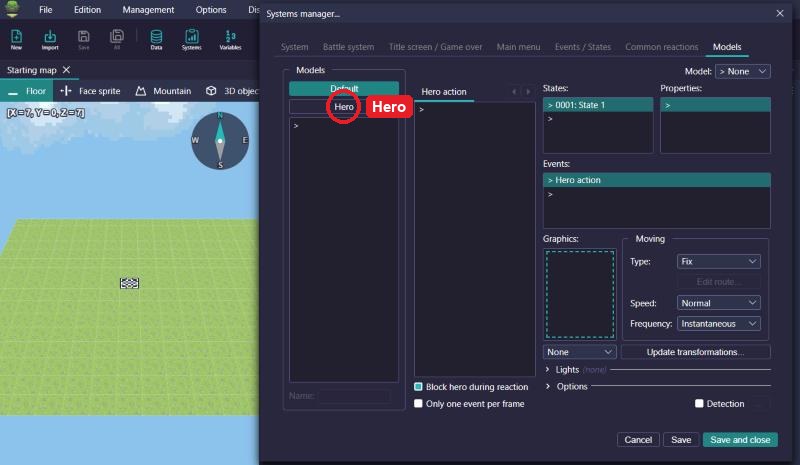 File Edition Management Options
Systems manager...
New Import Save All Data Systems Variables
System Battle system Title screen / Game over Main menu Events / States Common reactions Models
Starting map
Floor Face sprite Mountain 3D objec
[X = 7, Y = 0, Z = 7]
N
W E
S
Models
Default
Hero
Hero
>
Name:
Hero action
>
Block hero during reaction
Only one event per frame
Model: > None
States:
> 0001: State 1
>
Properties:
>
Events:
> Hero action
>
Graphics:
None
Moving
Type: Fix
Edit route...
Speed: Normal
Frequency: Instantaneous
Update transformations...
> Lights (none)
> Options
Detection ...
Cancel Save Save and close